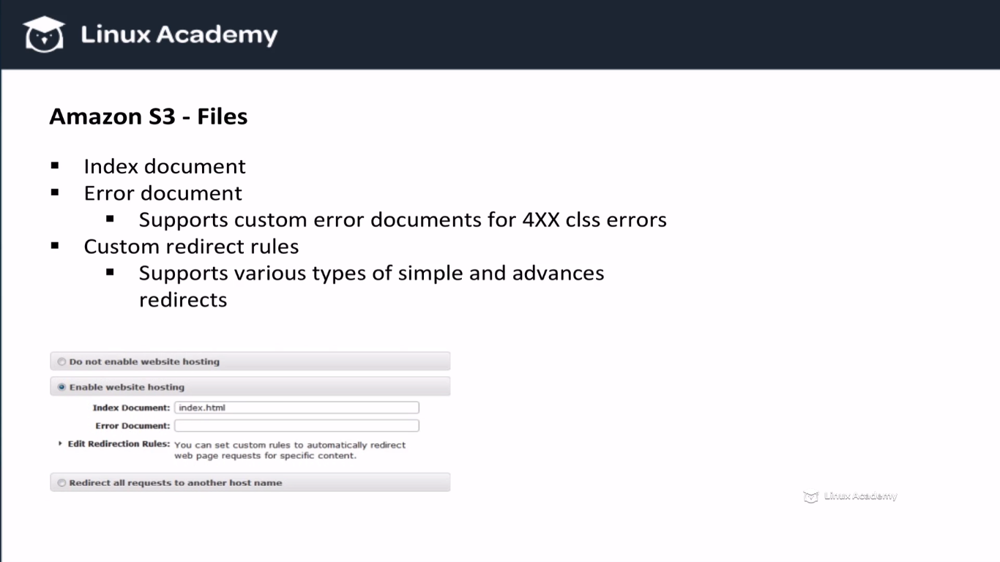 Linux Academy
Amazon S3 - Files
▪ Index document
▪ Error document
▪ Supports custom error documents for 4XX clss errors
▪ Custom redirect rules
▪ Supports various types of simple and advances
redirects
Do not enable website hosting
Enable website hosting
Index Document: index.html
Error Document:
Edit Redirection Rules: You can set custom rules to automatically redirect
web page requests for specific content.
Redirect all requests to another host name
Linux Academy